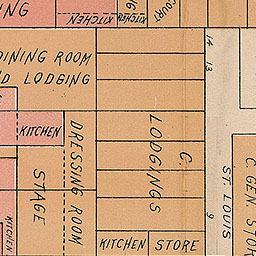 NG
KITCHEN
KITCHEN
COURT
DINING ROOM
D LODGING
14
13
KITCHEN
DRESSING ROOM
STAGE
LODGINGS
C.
ST. LOUIS
9
C. GEN. STOR
KITCHEN
KITCHEN
STORE